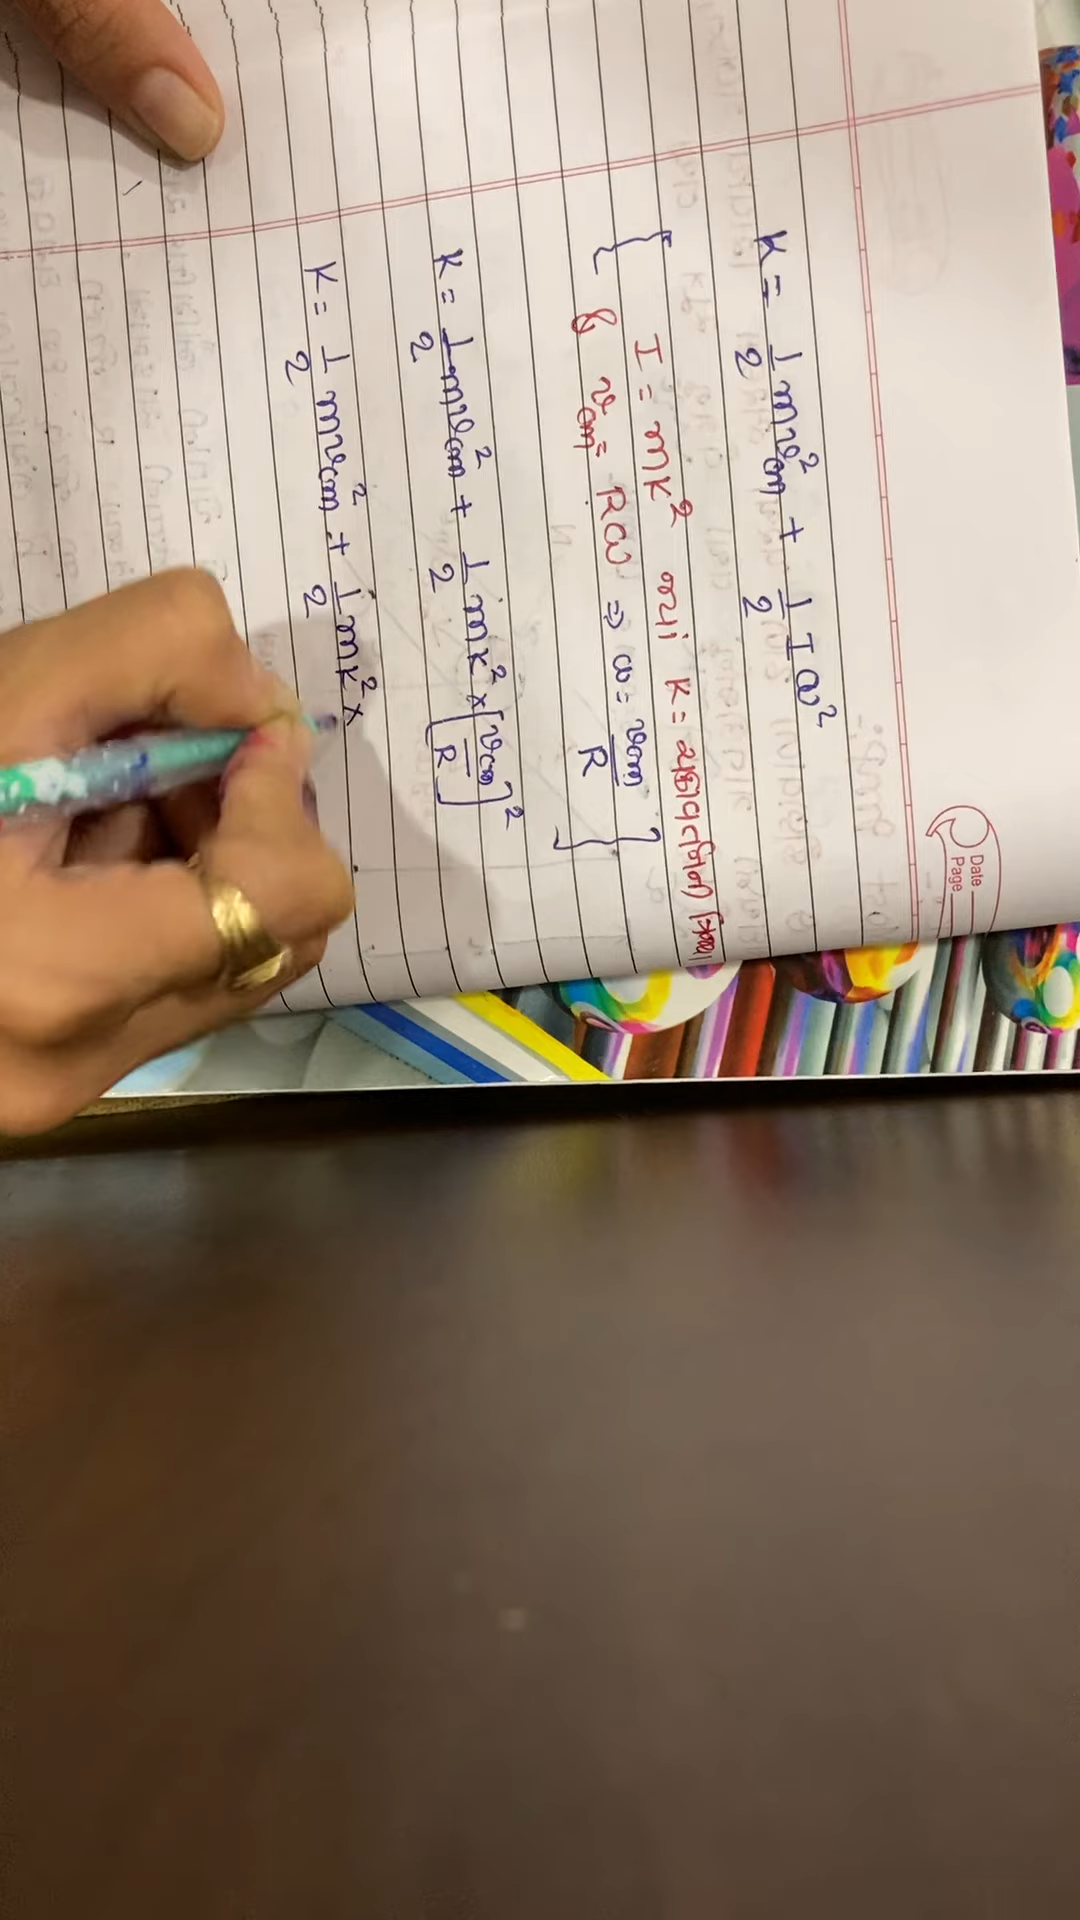 Date
Page
K = 1/2 mv²cm + 1/2 I ω²
[ I = mK² જ્યાં K = ચક્રાવર્તનની ત્રિજ્યા
& vcm = Rω ⇒ ω = vcm/R ]
K = 1/2 mv²cm + 1/2 mK² × [vcm/R]²
K = 1/2 mv²cm + 1/2 mK² ×